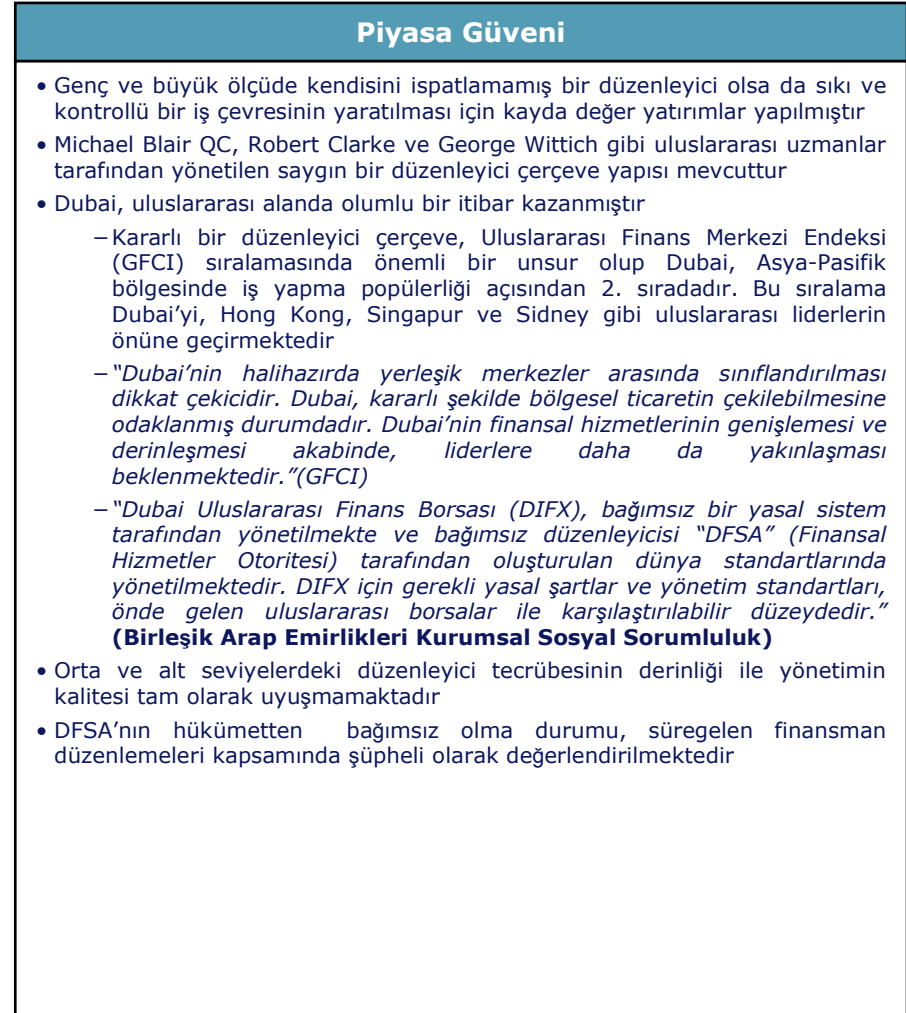 Piyasa Güveni
• Genç ve büyük ölçüde kendisini ispatlamamış bir düzenleyici olsa da sıkı ve
kontrollü bir iş çevresinin yaratılması için kayda değer yatırımlar yapılmıştır
• Michael Blair QC, Robert Clarke ve George Wittich gibi uluslararası uzmanlar
tarafından yönetilen saygın bir düzenleyici çerçeve yapısı mevcuttur
• Dubai, uluslararası alanda olumlu bir itibar kazanmıştır
– Kararlı bir düzenleyici çerçeve, Uluslararası Finans Merkezi Endeksi
(GFCI) sıralamasında önemli bir unsur olup Dubai, Asya-Pasifik
bölgesinde iş yapma popülerliği açısından 2. sıradadır. Bu sıralama
Dubai’yi, Hong Kong, Singapur ve Sidney gibi uluslararası liderlerin
önüne geçirmektedir
– “Dubai’nin halihazırda yerleşik merkezler arasında sınıflandırılması
dikkat çekicidir. Dubai, kararlı şekilde bölgesel ticaretin çekilebilmesine
odaklanmış durumdadır. Dubai’nin finansal hizmetlerinin genişlemesi ve
derinleşmesi akabinde, liderlere daha da yakınlaşması
beklenmektedir.”(GFCI)
– “Dubai Uluslararası Finans Borsası (DIFX), bağımsız bir yasal sistem
tarafından yönetilmekte ve bağımsız düzenleyicisi “DFSA” (Finansal
Hizmetler Otoritesi) tarafından oluşturulan dünya standartlarında
yönetilmektedir. DIFX için gerekli yasal şartlar ve yönetim standartları,
önde gelen uluslararası borsalar ile karşılaştırılabilir düzeydedir.”
(Birleşik Arap Emirlikleri Kurumsal Sosyal Sorumluluk)
• Orta ve alt seviyelerdeki düzenleyici tecrübesinin derinliği ile yönetimin
kalitesi tam olarak uyuşmamaktadır
• DFSA’nın hükümetten bağımsız olma durumu, süregelen finansman
düzenlemeleri kapsamında şüpheli olarak değerlendirilmektedir